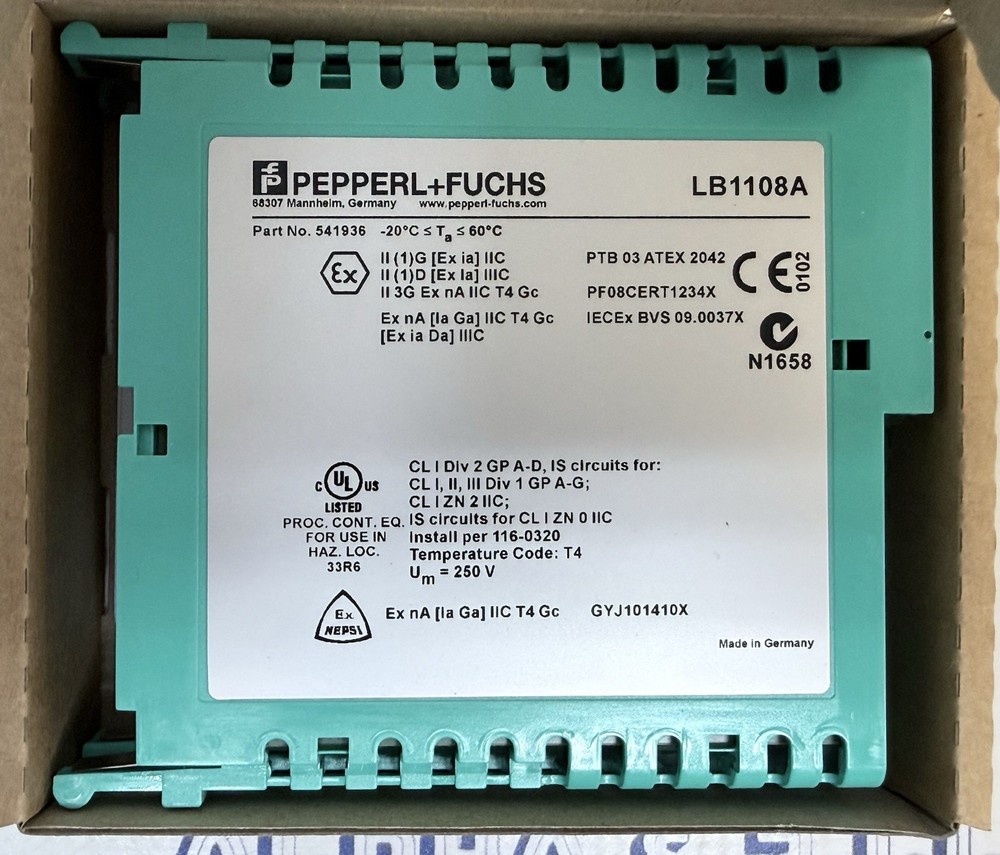 PEPPERL+FUCHS LB1108A
68307 Mannheim, Germany www.pepperl-fuchs.com
Part No. 541936 -20°C ≤ Ta ≤ 60°C
Ex II (1)G [Ex ia] IIC PTB 03 ATEX 2042 CE 0102
II (1)D [Ex Ia] IIIC
II 3G Ex nA IIC T4 Gc PF08CERT1234X
Ex nA [Ia Ga] IIC T4 Gc IECEx BVS 09.0037X
[Ex ia Da] IIIC
N1658
C UL US
LISTED
PROC. CONT. EQ.
FOR USE IN
HAZ. LOC.
33R6
CL I Div 2 GP A-D, IS circuits for:
CL I, II, III Div 1 GP A-G;
CL I ZN 2 IIC;
IS circuits for CL I ZN 0 IIC
Install per 116-0320
Temperature Code: T4
Um = 250 V
Ex
NEPSI
Ex nA [Ia Ga] IIC T4 Gc GYJ101410X
Made in Germany